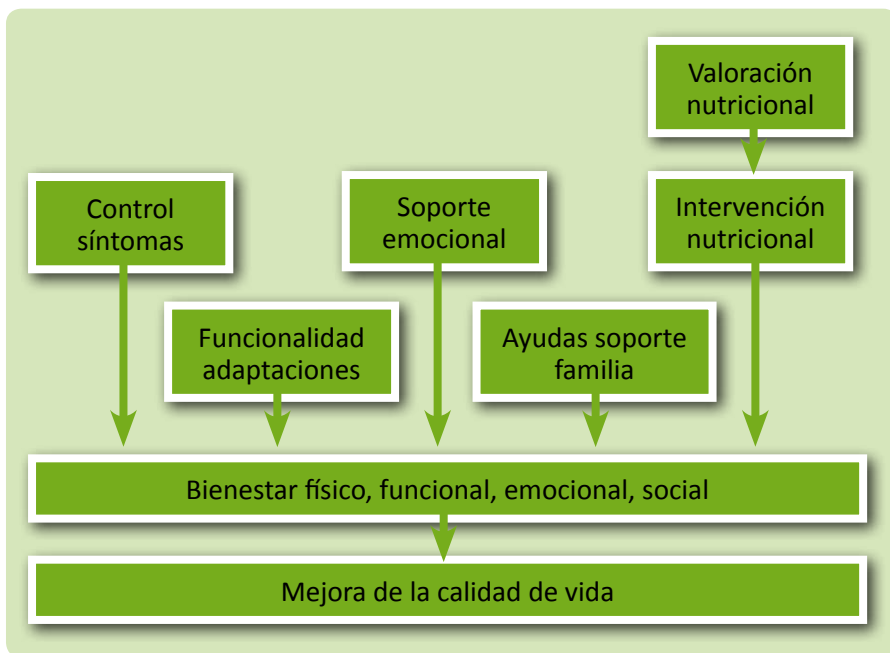 Valoración
nutricional
Control
síntomas
Soporte
emocional
Intervención
nutricional
Funcionalidad
adaptaciones
Ayudas soporte
familia
Bienestar físico, funcional, emocional, social
Mejora de la calidad de vida